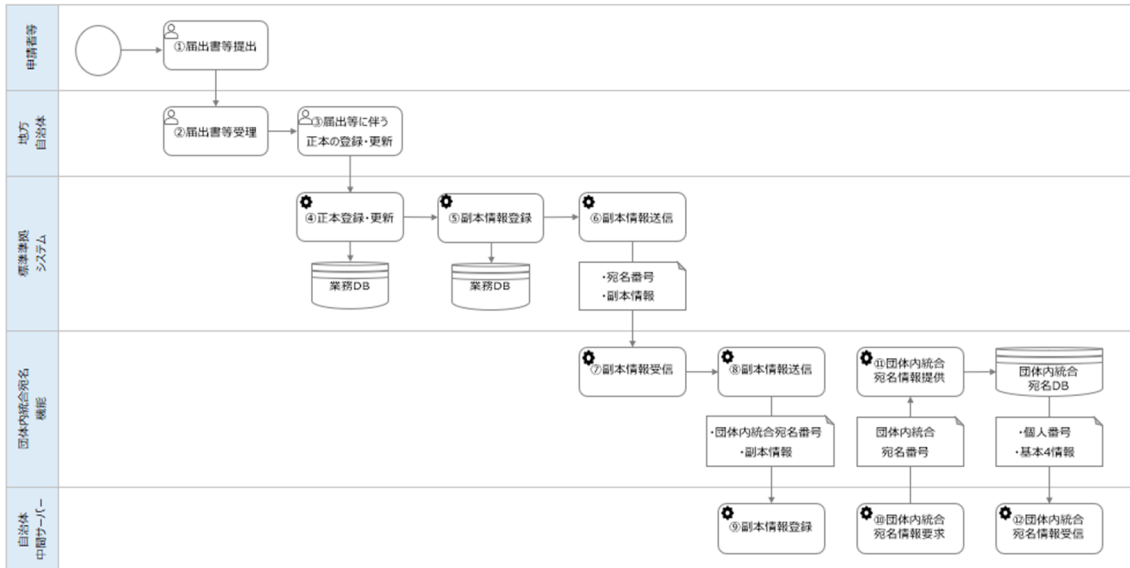 申請者等
①届出書等提出
地方
自治体
②届出書等受理
③届出等に伴う
正本の登録・更新
標準準拠
システム
④正本登録・更新
⑤副本情報登録
⑥副本情報送信
業務DB
業務DB
・宛名番号
・副本情報
団体内統合宛名
機能
⑦副本情報受信
⑧副本情報送信
⑪団体内統合
宛名情報提供
団体内統合
宛名DB
・団体内統合宛名番号
・副本情報
団体内統合
宛名番号
・個人番号
・基本4情報
自治体
中間サーバー
⑨副本情報登録
⑩団体内統合
宛名情報要求
⑫団体内統合
宛名情報受信